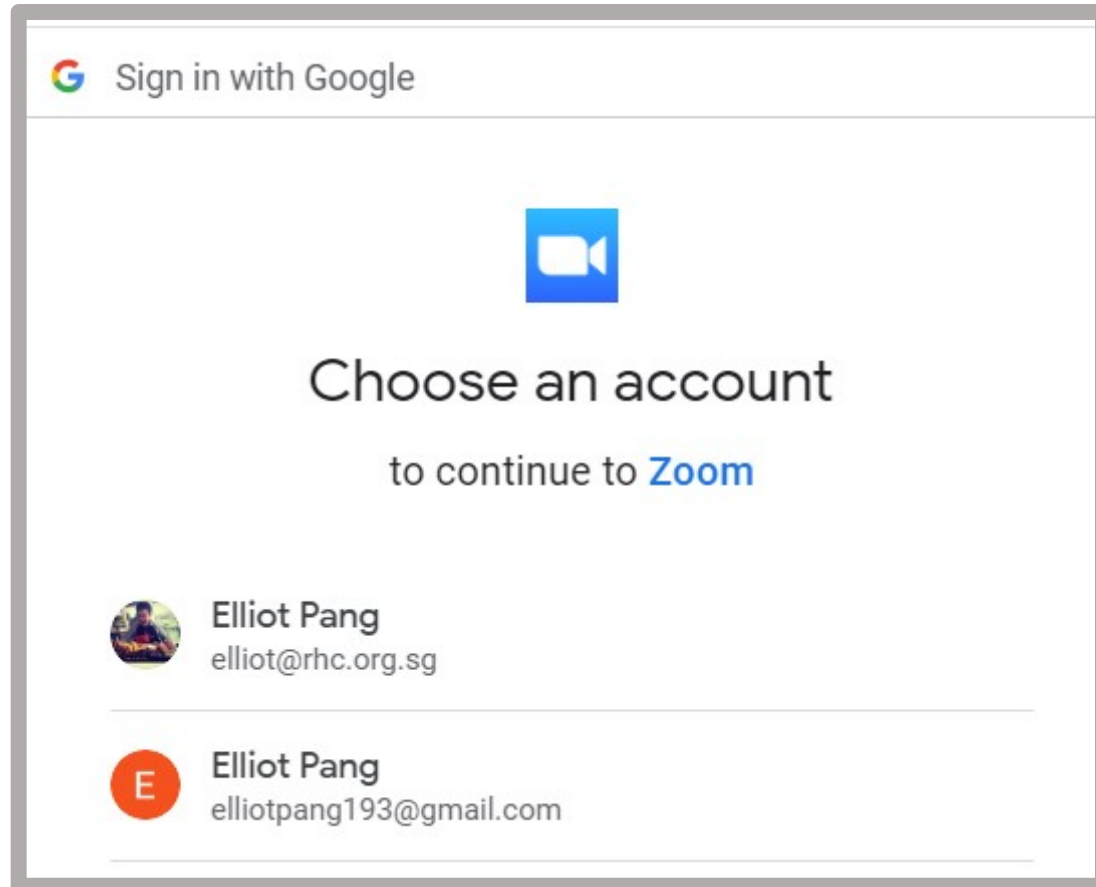 Sign in with Google
Choose an account
to continue to Zoom
Elliot Pang
elliot@rhc.org.sg
E
Elliot Pang
elliotpang193@gmail.com